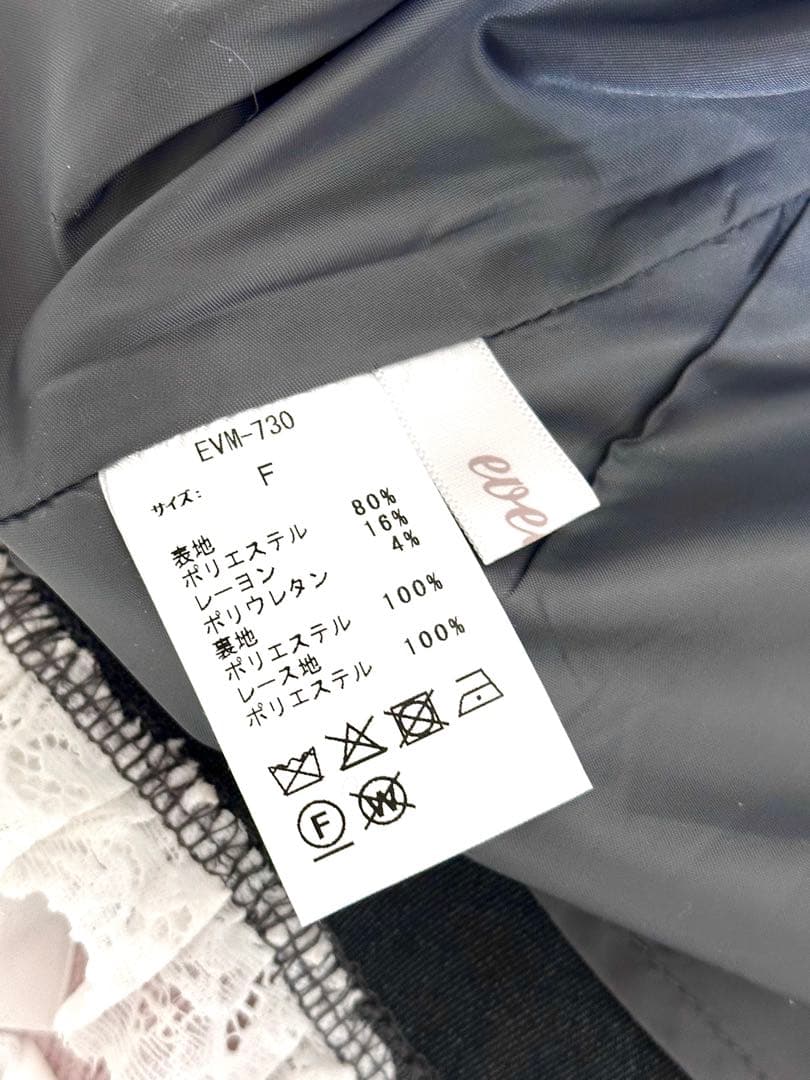 EVM-730
サイズ: F
表地
ポリエステル 80%
レーヨン 16%
ポリウレタン 4%
裏地
ポリエステル 100%
レース地
ポリエステル 100%
F
W